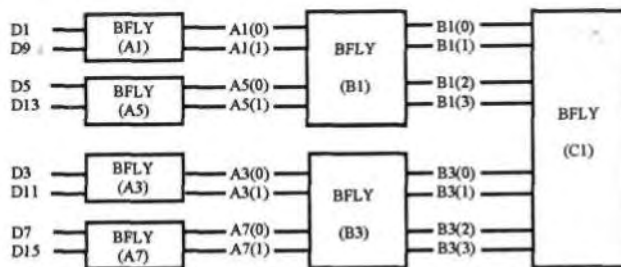 D1 BFLY A1(0) B1(0)
D9 (A1) A1(1) BFLY B1(1)
D5 BFLY A5(0) (B1) B1(2)
D13 (A5) A5(1) B1(3)
BFLY
(C1)
D3 BFLY A3(0) B3(0)
D11 (A3) A3(1) BFLY B3(1)
D7 BFLY A7(0) (B3) B3(2)
D15 (A7) A7(1) B3(3)